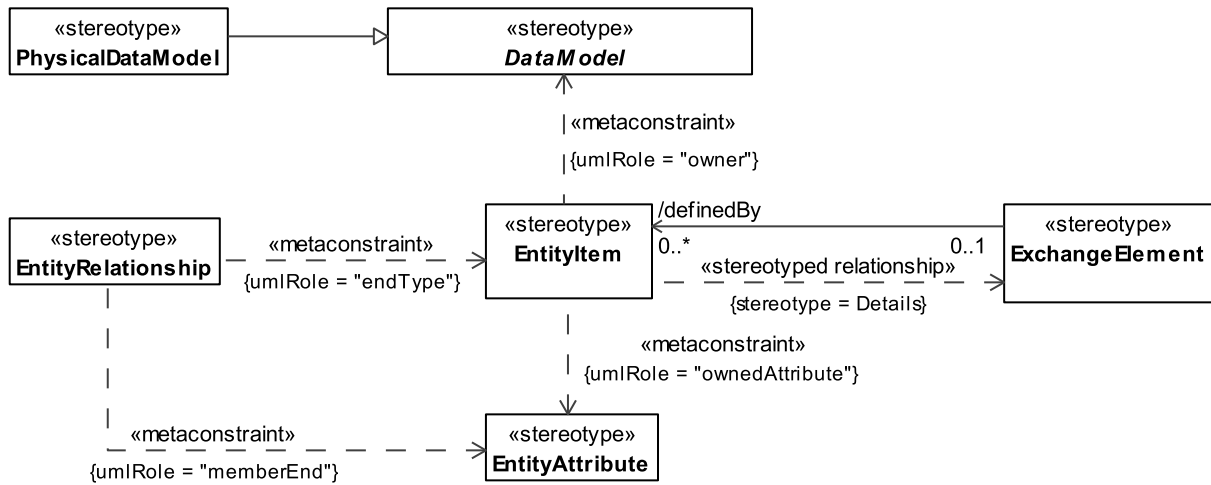 «stereotype»
PhysicalDataModel
«stereotype»
DataModel
«metaconstraint»
{umlRole = "owner"}
«stereotype»
EntityRelationship
«metaconstraint»
{umlRole = "endType"}
«stereotype»
EntityItem
/definedBy
0..*
0..1
«stereotyped relationship»
{stereotype = Details}
«stereotype»
ExchangeElement
«metaconstraint»
{umlRole = "ownedAttribute"}
«metaconstraint»
{umlRole = "memberEnd"}
«stereotype»
EntityAttribute